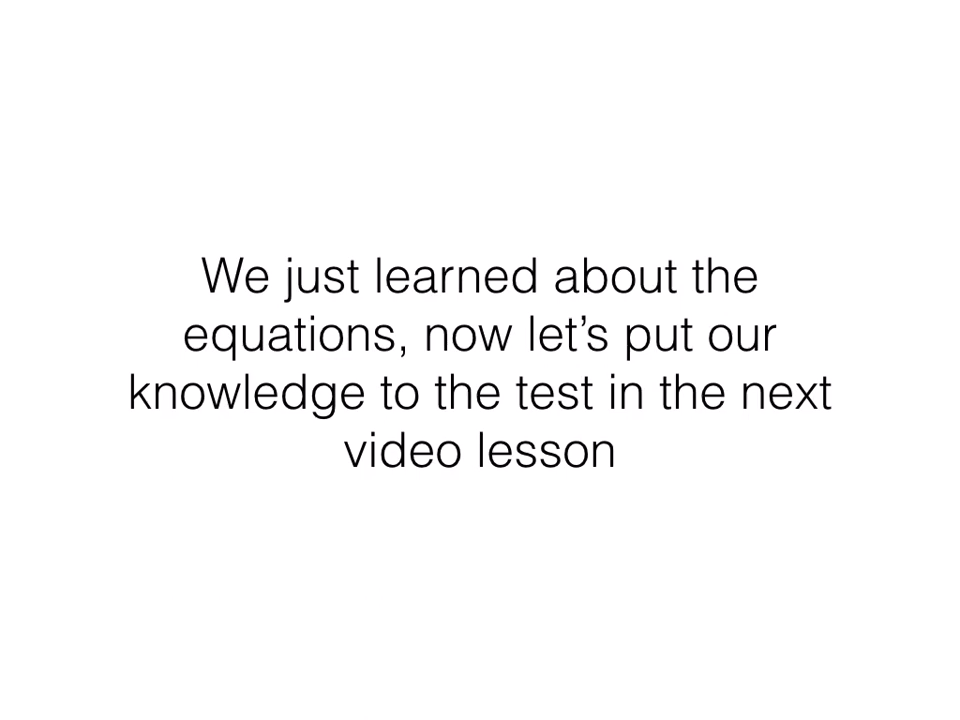 We just learned about the
equations, now let’s put our
knowledge to the test in the next
video lesson